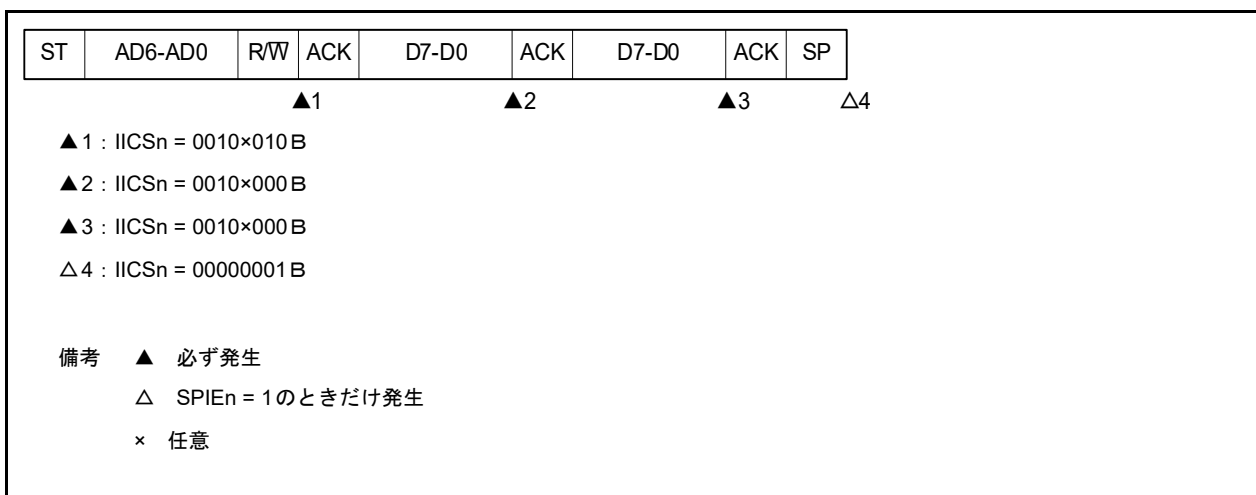 ST AD6-AD0 R/W̅ ACK D7-D0 ACK D7-D0 ACK SP
▲1 ▲2 ▲3 △4
▲1：IICSn = 0010×010B
▲2：IICSn = 0010×000B
▲3：IICSn = 0010×000B
△4：IICSn = 00000001B
備考 ▲ 必ず発生
△ SPIEn = 1のときだけ発生
× 任意